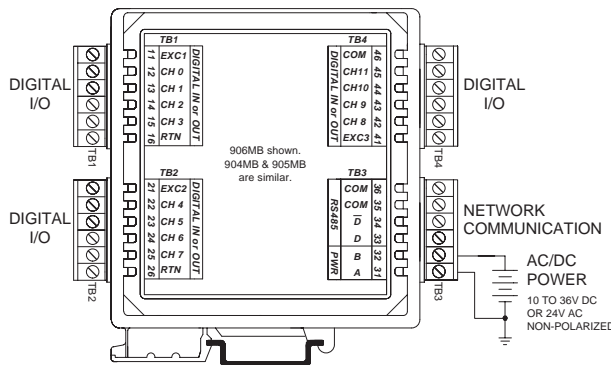 TB1
11 EXC1
12 CH 0
13 CH 1
14 CH 2
15 CH 3
16 RTN
DIGITAL IN or OUT
TB4
COM 46
CH11 45
CH10 44
CH 9 43
CH 8 42
EXC3 41
DIGITAL IN or OUT
DIGITAL
I/O
TB1
DIGITAL
I/O
TB4
906MB shown.
904MB & 905MB
are similar.
TB2
21 EXC2
22 CH 4
23 CH 5
24 CH 6
25 CH 7
26 RTN
DIGITAL IN or OUT
TB3
COM 36
COM 35
D 34
D 33
B 32
A 31
RS485
PWR
DIGITAL
I/O
TB2
NETWORK
COMMUNICATION
TB3
AC/DC
POWER
10 TO 36V DC
OR 24V AC
NON-POLARIZED